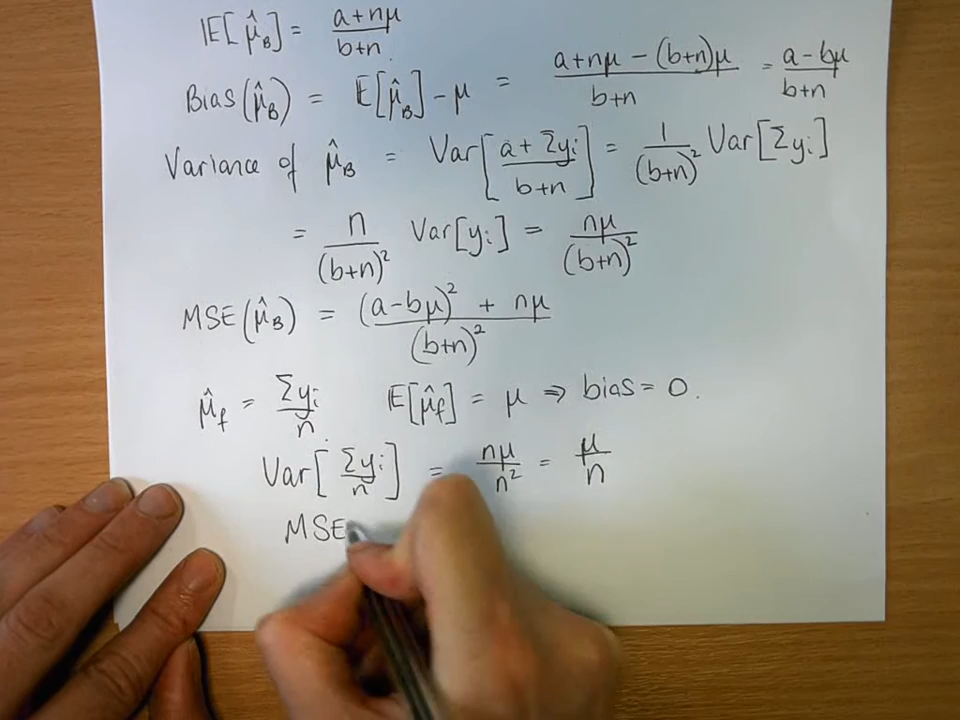 𝔼[μ̂_B] = (a+nμ)/(b+n)
Bias(μ̂_B) = 𝔼[μ̂_B] - μ = (a+nμ - (b+n)μ)/(b+n) = (a-bμ)/(b+n)
Variance of μ̂_B = Var[(a + Σyᵢ)/(b+n)] = 1/(b+n)² Var[Σyᵢ]
= n/(b+n)² Var[yᵢ] = nμ/(b+n)²
MSE(μ̂_B) = ((a-bμ)² + nμ)/(b+n)²
μ̂_f = Σyᵢ/n. 𝔼[μ̂_f] = μ ⇒ bias = 0.
Var[Σyᵢ/n] = nμ/n² = μ/n
MSE